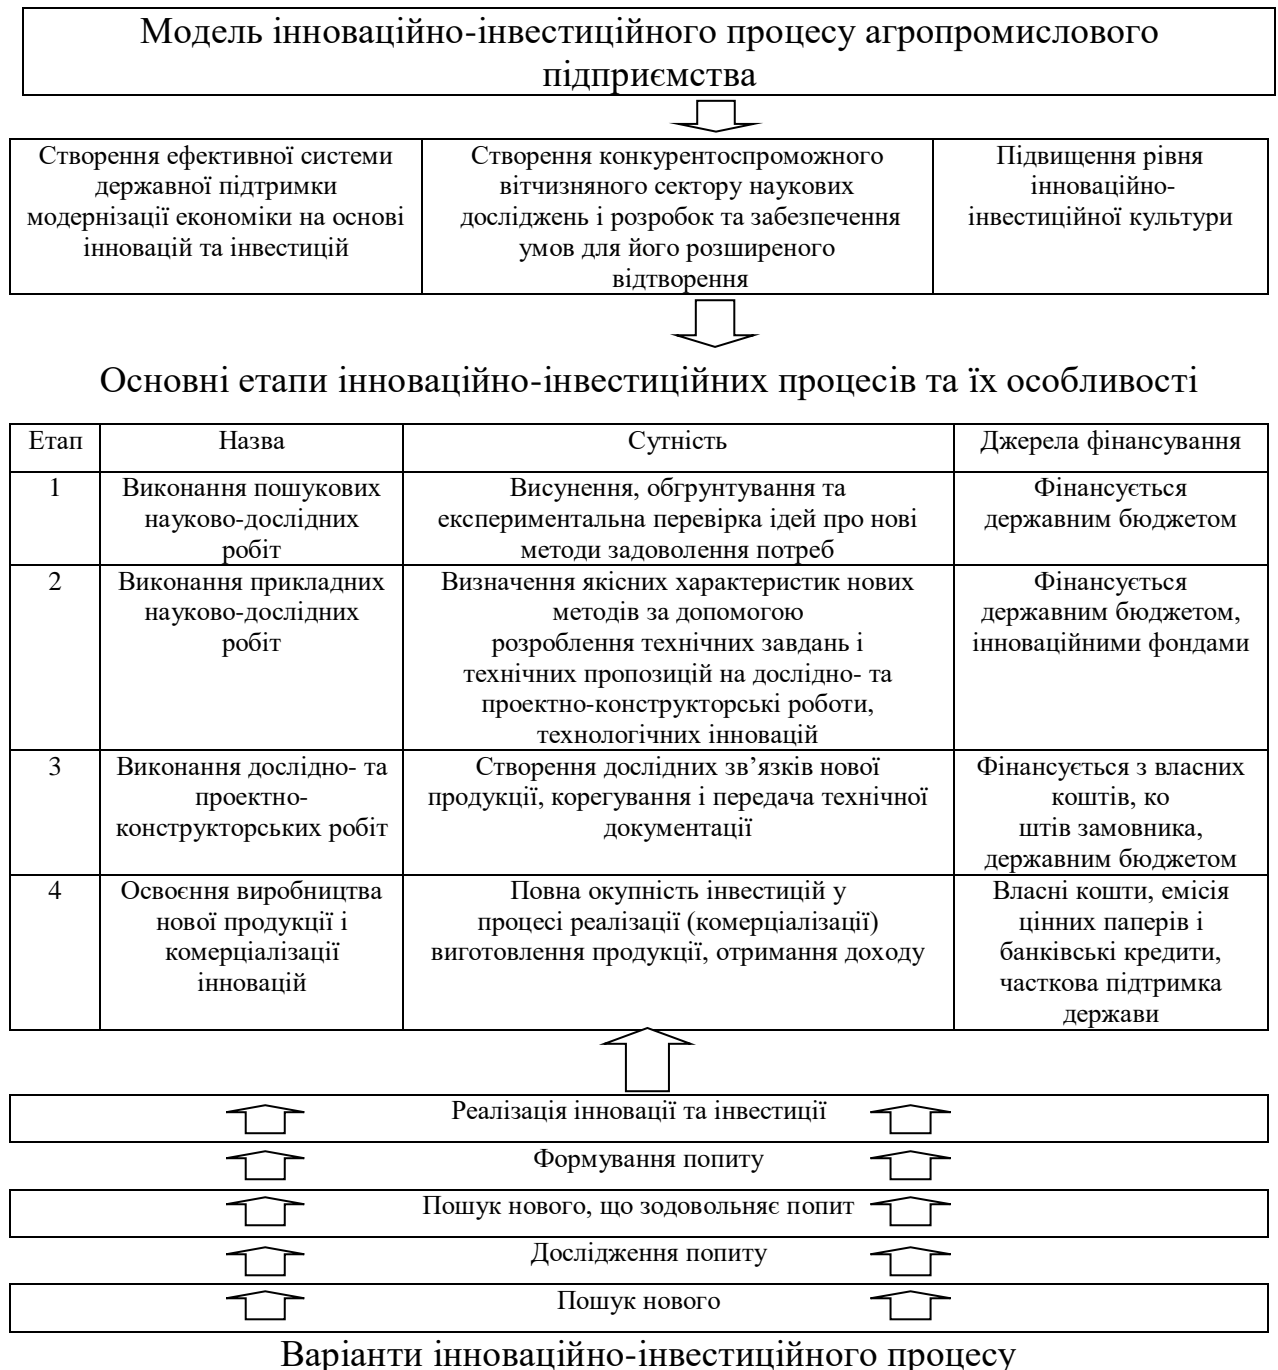 Модель інноваційно-інвестиційного процесу агропромислового
підприємства
Створення ефективної системи
державної підтримки
модернізації економіки на основі
інновацій та інвестицій
Створення конкурентоспроможного
вітчизняного сектору наукових
досліджень і розробок та забезпечення
умов для його розширеного
відтворення
Підвищення рівня
інноваційно-
інвестиційної культури
Основні етапи інноваційно-інвестиційних процесів та їх особливості
Етап
Назва
Сутність
Джерела фінансування
1
Виконання пошукових
науково-дослідних
робіт
Висунення, обгрунтування та
експериментальна перевірка ідей про нові
методи задоволення потреб
Фінансується
державним бюджетом
2
Виконання прикладних
науково-дослідних
робіт
Визначення якісних характеристик нових
методів за допомогою
розроблення технічних завдань і
технічних пропозицій на дослідно- та
проектно-конструкторські роботи,
технологічних інновацій
Фінансується
державним бюджетом,
інноваційними фондами
3
Виконання дослідно- та
проектно-
конструкторських робіт
Створення дослідних зв’язків нової
продукції, корегування і передача технічної
документації
Фінансується з власних
коштів, ко
штів замовника,
державним бюджетом
4
Освоєння виробництва
нової продукції і
комерціалізації
інновацій
Повна окупність інвестицій у
процесі реалізації (комерціалізації)
виготовлення продукції, отримання доходу
Власні кошти, емісія
цінних паперів і
банківські кредити,
часткова підтримка
держави
Реалізація інновації та інвестиції
Формування попиту
Пошук нового, що зодовольняє попит
Дослідження попиту
Пошук нового
Варіанти інноваційно-інвестиційного процесу